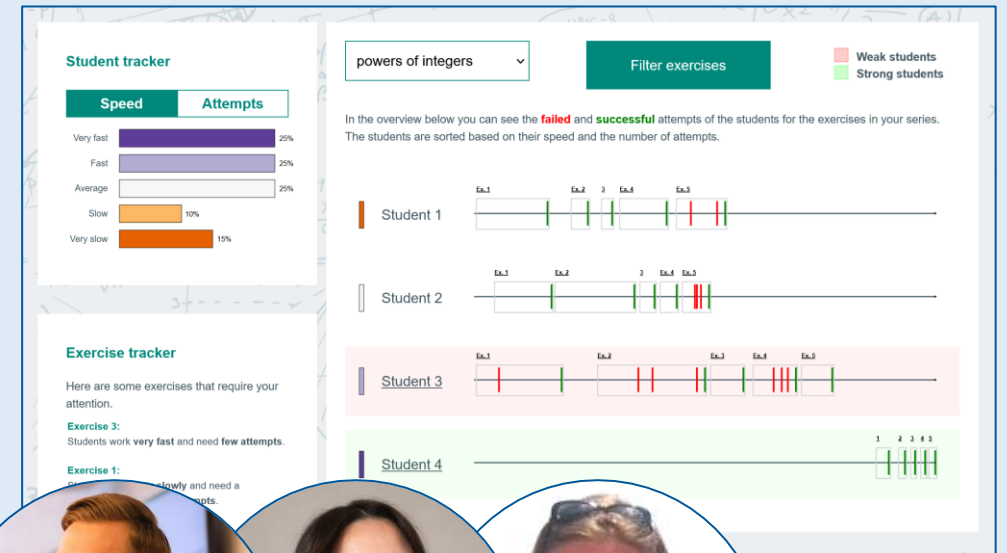 Student tracker
Speed Attempts
Very fast 25%
Fast 25%
Average 25%
Slow 10%
Very slow 15%
Exercise tracker
Here are some exercises that require your
attention.
Exercise 3:
Students work very fast and need few attempts.
Exercise 1:
slowly and need a
powers of integers
Filter exercises
Weak students
Strong students
In the overview below you can see the failed and successful attempts of the students for the exercises in your series.
The students are sorted based on their speed and the number of attempts.
Ex. 1 Ex. 2 3 Ex. 4 Ex. 5
Student 1
Ex. 1 Ex. 2 3 Ex. 4 Ex. 5
Student 2
Ex. 1 Ex. 2 Ex. 3 Ex. 4 Ex. 5
Student 3
1 2 3 4 5
Student 4